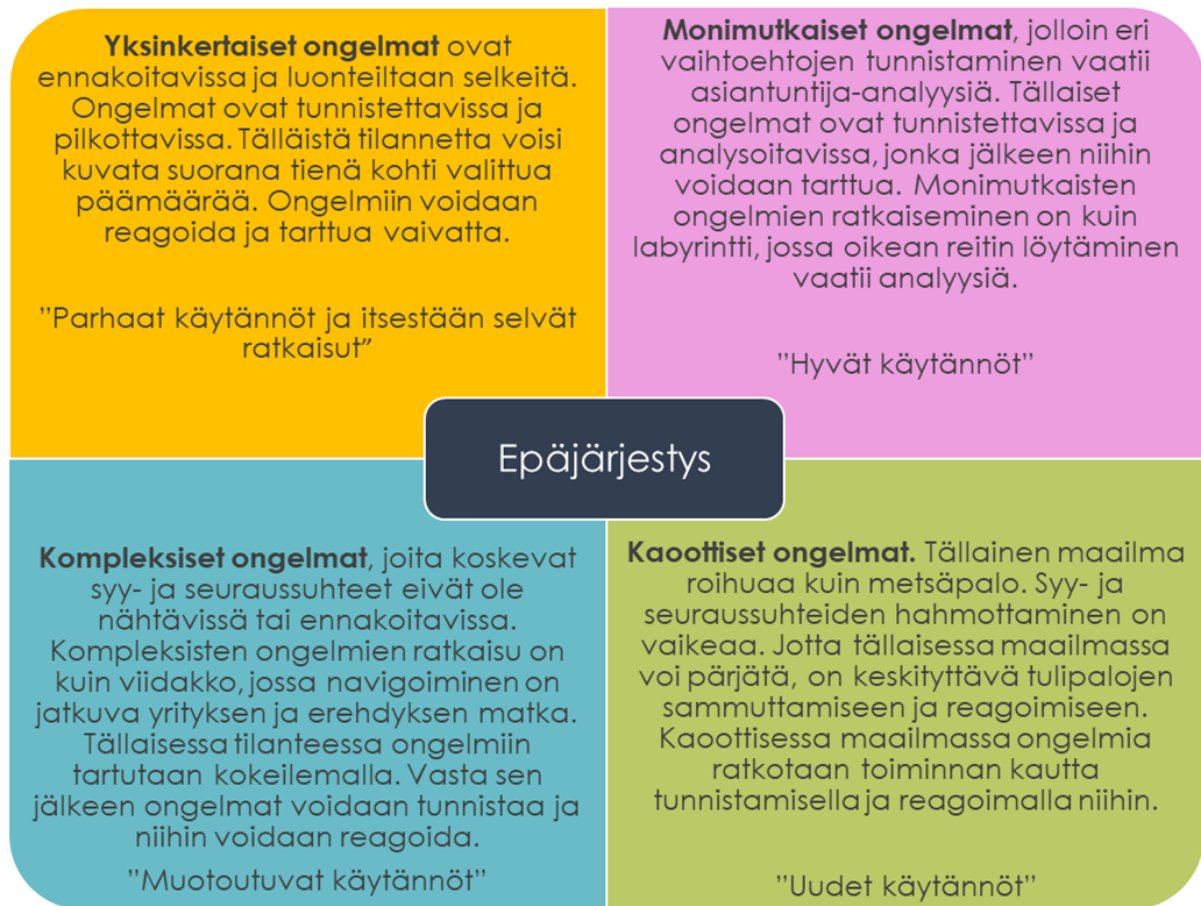 Yksinkertaiset ongelmat ovat
ennakoitavissa ja luonteiltaan selkeitä.
Ongelmat ovat tunnistettavissa ja
pilkottavissa. Tälläistä tilannetta voisi
kuvata suorana tienä kohti valittua
päämäärää. Ongelmiin voidaan
reagoida ja tarttua vaivatta.
”Parhaat käytännöt ja itsestään selvät
ratkaisut”
Monimutkaiset ongelmat, jolloin eri
vaihtoehtojen tunnistaminen vaatii
asiantuntija-analyysiä. Tällaiset
ongelmat ovat tunnistettavissa ja
analysoitavissa, jonka jälkeen niihin
voidaan tarttua. Monimutkaisten
ongelmien ratkaiseminen on kuin
labyrintti, jossa oikean reitin löytäminen
vaatii analyysiä.
”Hyvät käytännöt”
Epäjärjestys
Kompleksiset ongelmat, joita koskevat
syy- ja seuraussuhteet eivät ole
nähtävissä tai ennakoitavissa.
Kompleksisten ongelmien ratkaisu on
kuin viidakko, jossa navigoiminen on
jatkuva yrityksen ja erehdyksen matka.
Tällaisessa tilanteessa ongelmiin
tartutaan kokeilemalla. Vasta sen
jälkeen ongelmat voidaan tunnistaa ja
niihin voidaan reagoida.
”Muotoutuvat käytännöt”
Kaoottiset ongelmat. Tällainen maailma
roihuaa kuin metsäpalo. Syy- ja
seuraussuhteiden hahmottaminen on
vaikeaa. Jotta tällaisessa maailmassa
voi pärjätä, on keskityttävä tulipalojen
sammuttamiseen ja reagoimiseen.
Kaoottisessa maailmassa ongelmia
ratkotaan toiminnan kautta
tunnistamisella ja reagoimalla niihin.
”Uudet käytännöt”